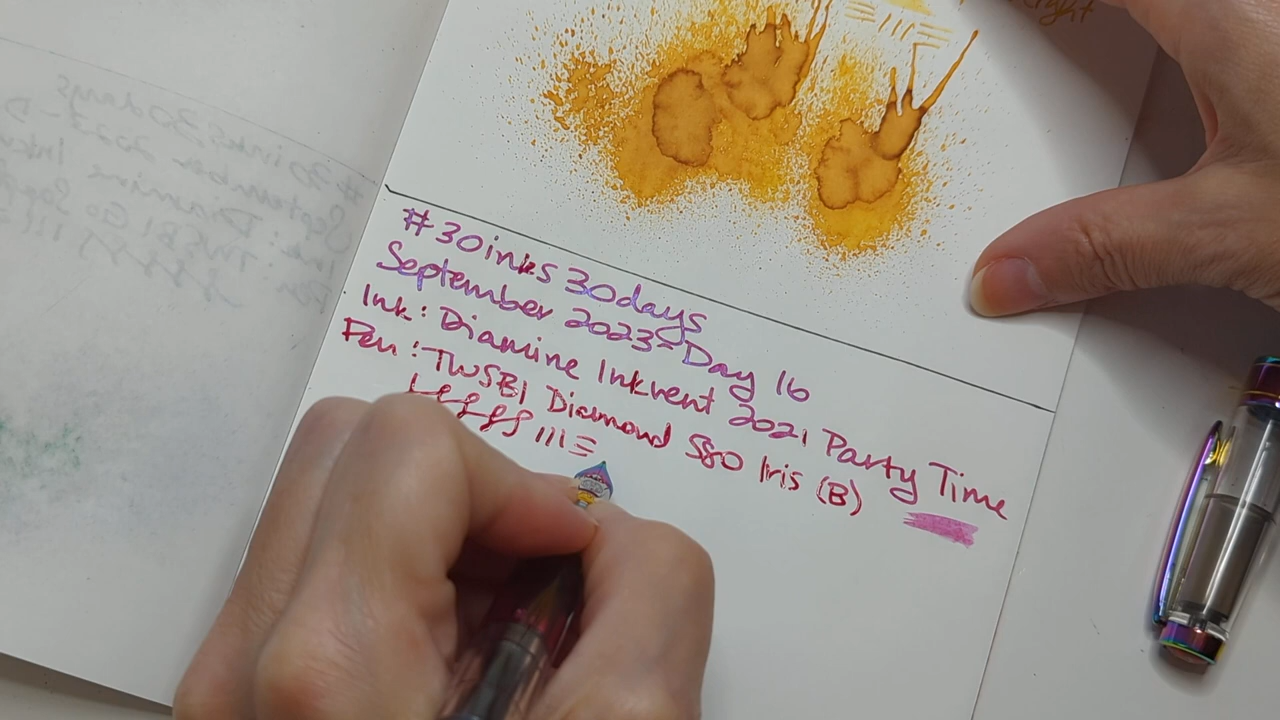 #30inks30days
September 2023-Day 16
Ink: Diamine Inkvent 2021 Party Time
Pen: TWSBI Diamond 580 Iris (B)